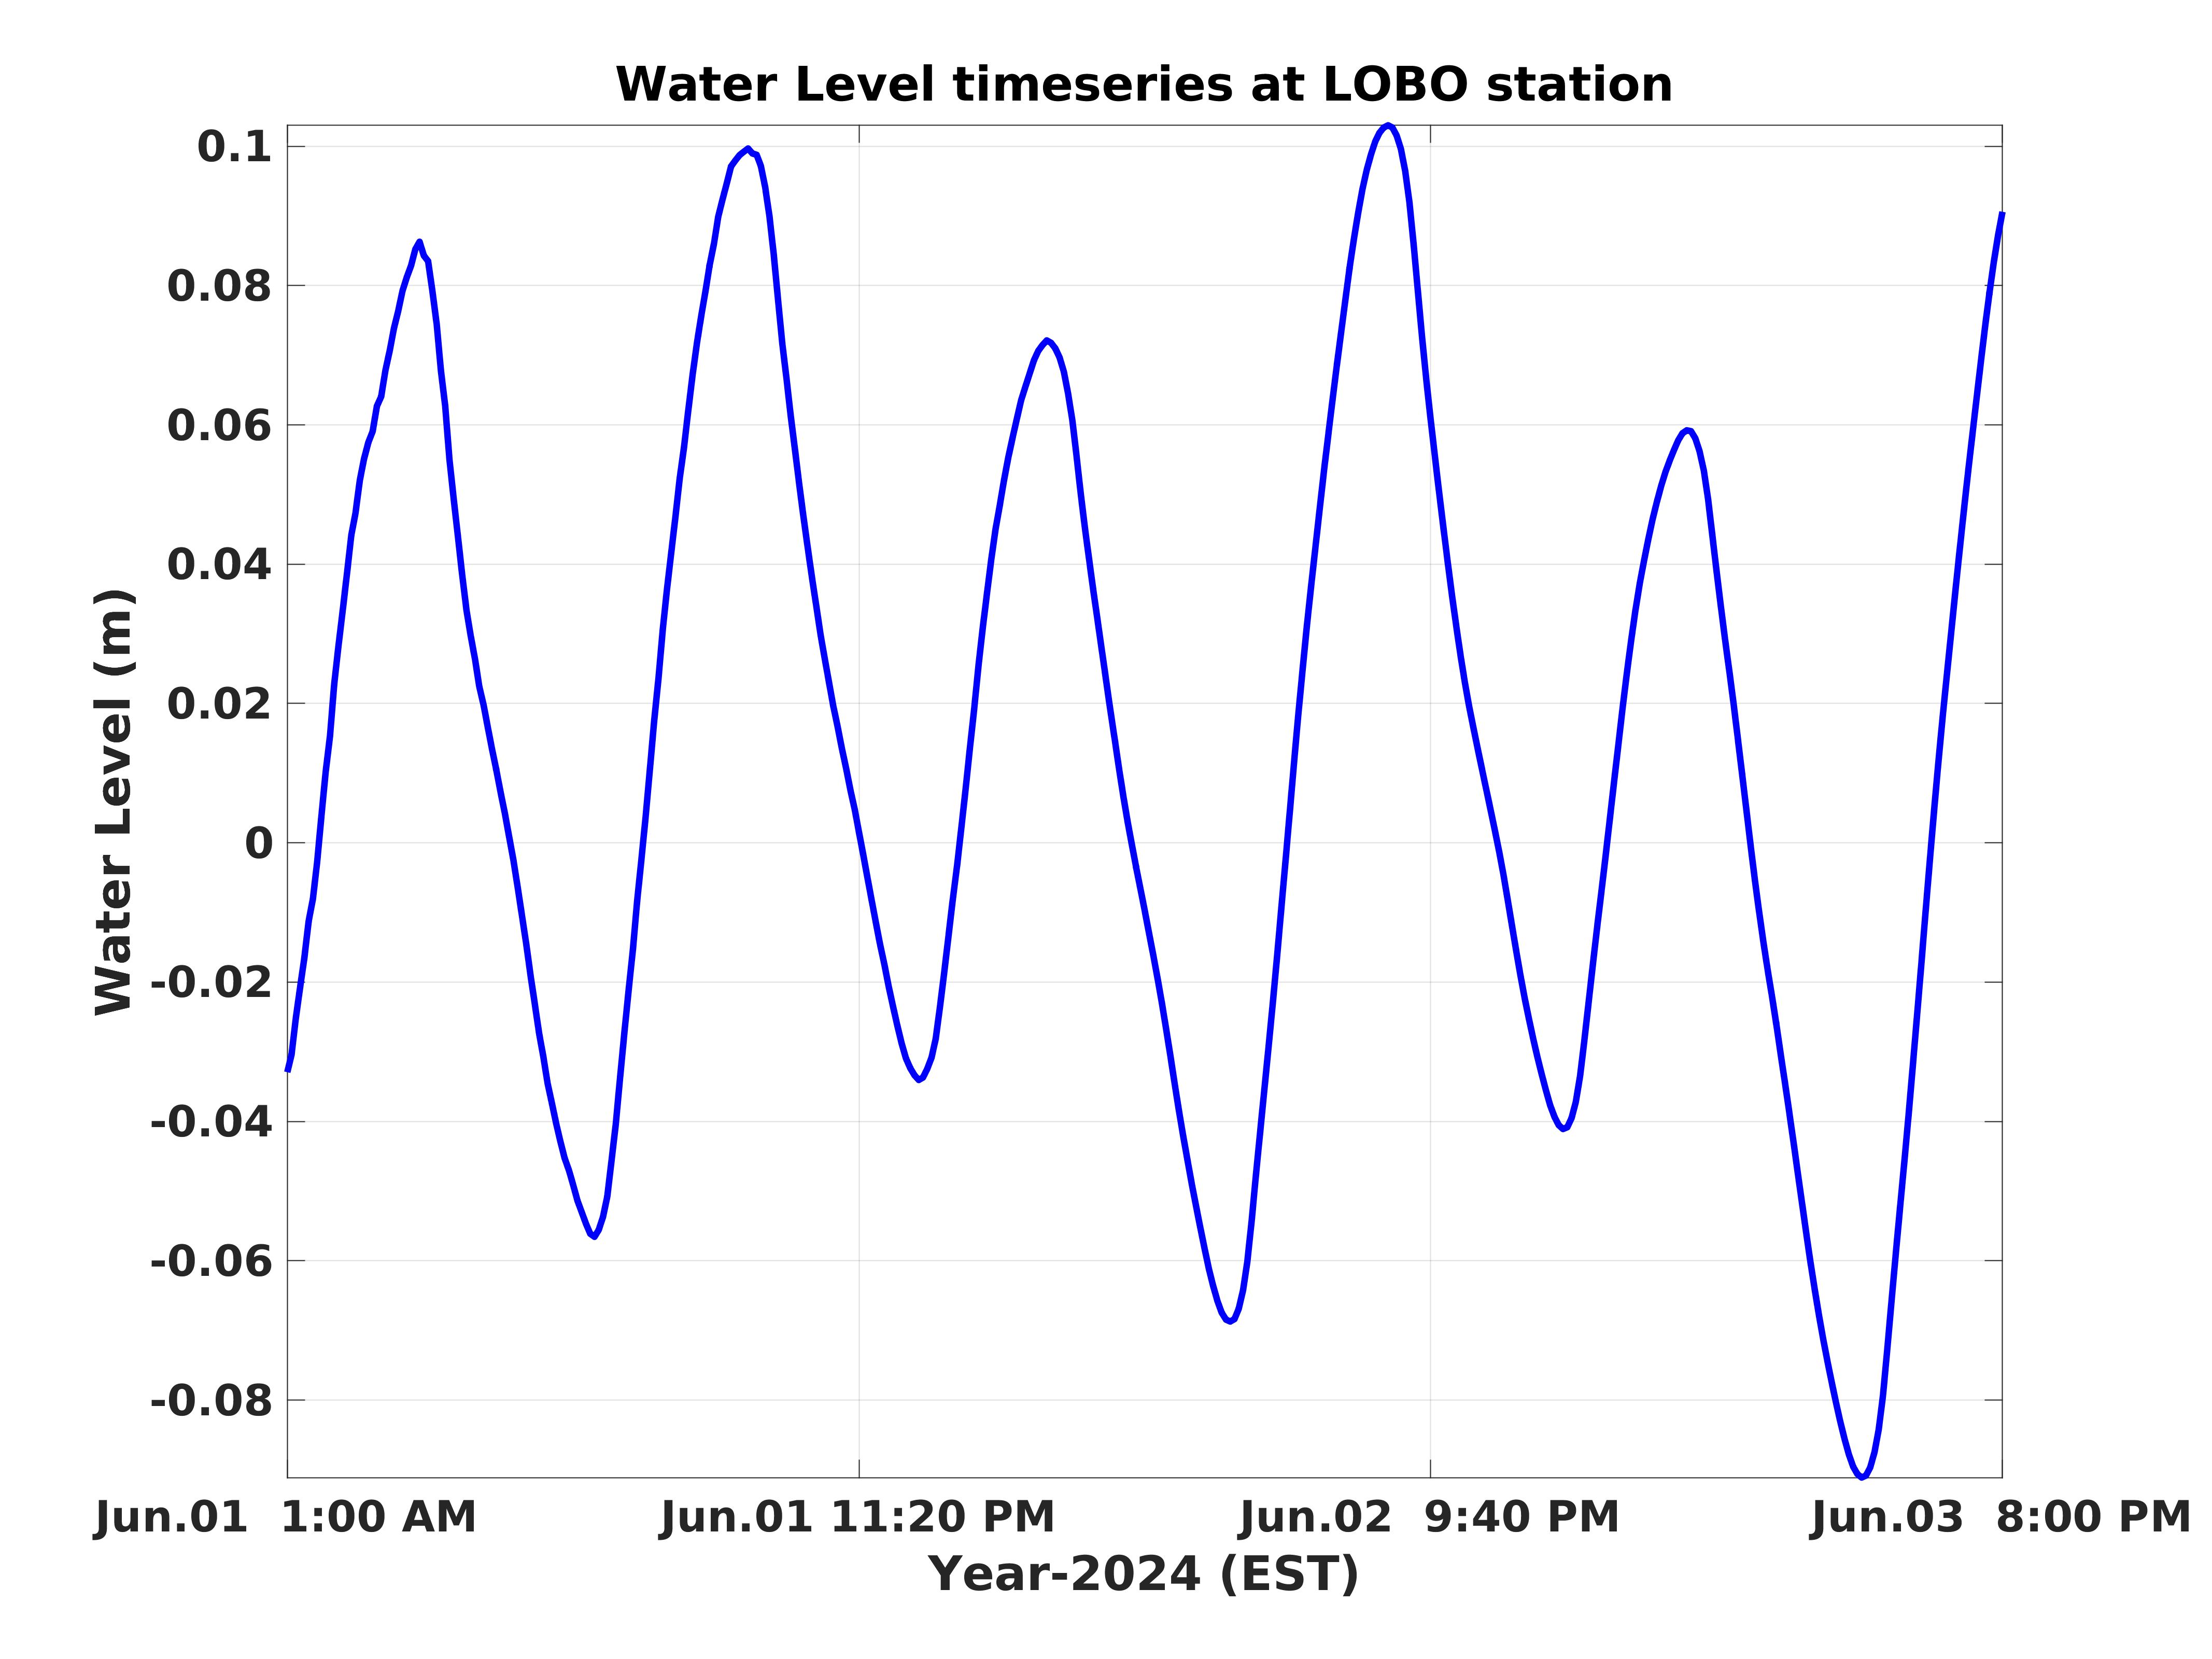 Water Level timeseries at LOBO station
Water Level (m)
0.1
0.08
0.06
0.04
0.02
0
-0.02
-0.04
-0.06
-0.08
Jun.01  1:00 AM
Jun.01 11:20 PM
Jun.02  9:40 PM
Jun.03  8:00 PM
Year-2024 (EST)